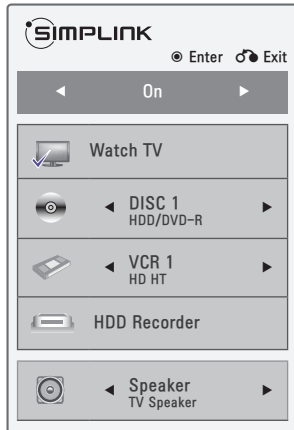 SIMPLINK
Enter Exit
On
Watch TV
DISC 1
HDD/DVD-R
VCR 1
HD HT
HDD Recorder
Speaker
TV Speaker